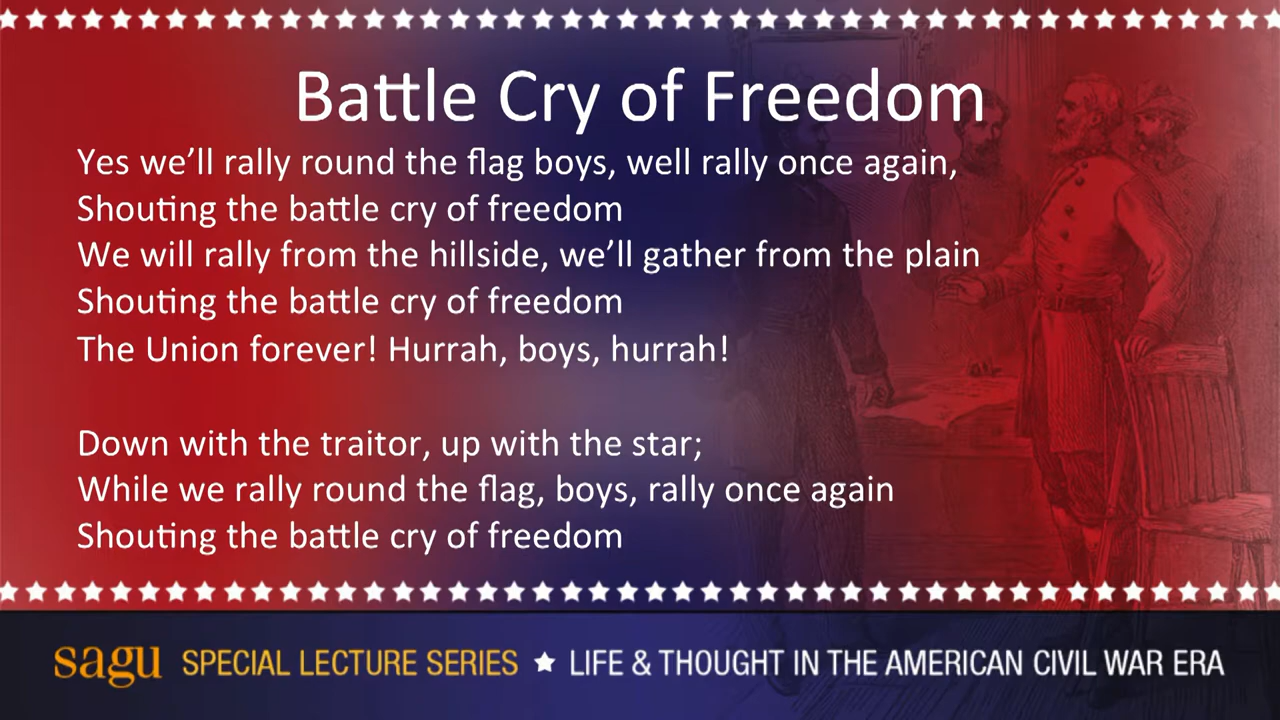 Battle Cry of Freedom
Yes we’ll rally round the flag boys, well rally once again,
Shouting the battle cry of freedom
We will rally from the hillside, we’ll gather from the plain
Shouting the battle cry of freedom
The Union forever! Hurrah, boys, hurrah!
Down with the traitor, up with the star;
While we rally round the flag, boys, rally once again
Shouting the battle cry of freedom
sagu SPECIAL LECTURE SERIES ★ LIFE & THOUGHT IN THE AMERICAN CIVIL WAR ERA